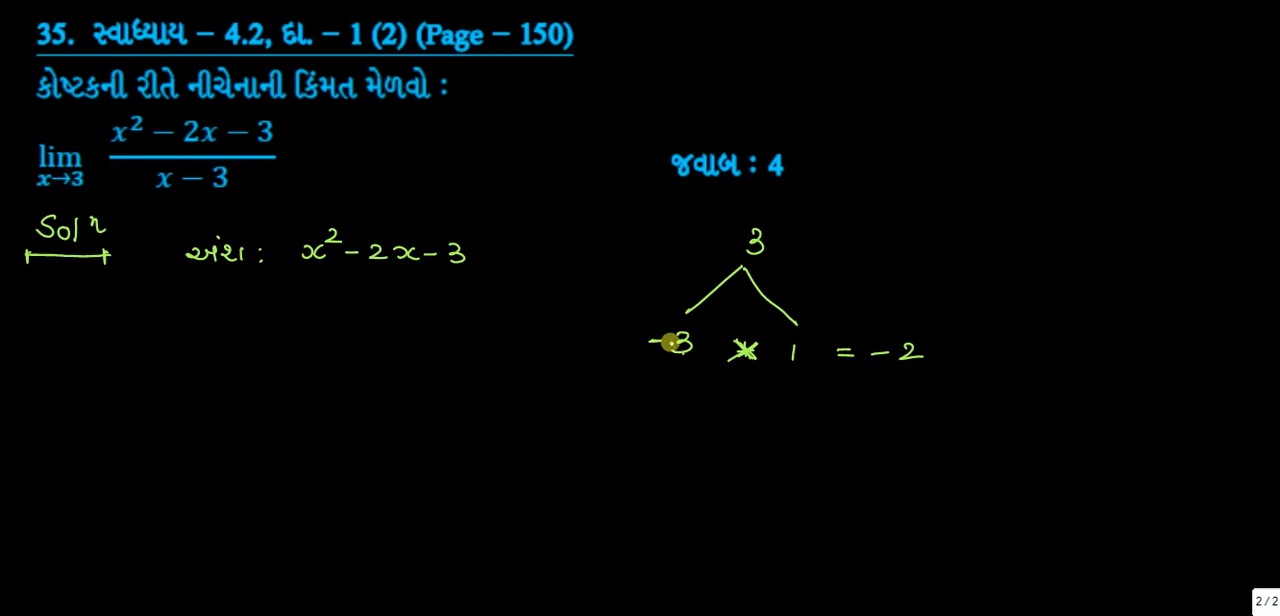 35. સ્વાધ્યાય – 4.2, દા. – 1 (2) (Page – 150)
કોષ્ટકની રીતે નીચેનાની કિંમત મેળવો :
x² − 2x − 3
lim
x→3
x − 3
જવાબ : 4
Solⁿ
અંશ : x² − 2x − 3
3
−3 * 1 = −2
2/2